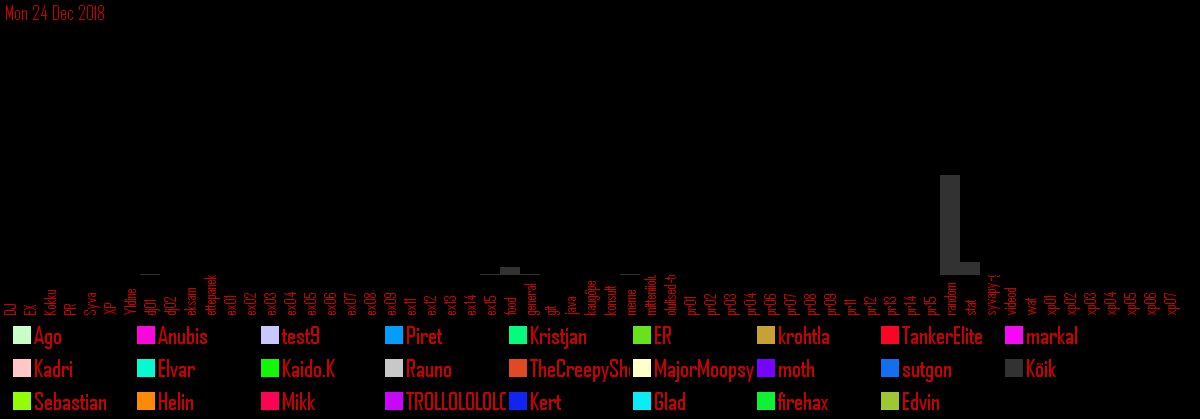 Mon 24 Dec 2018
DJ EX Kokku PR Syva XP Yldine dj01 dj02 eksam ettepanek ex01 ex02 ex03 ex04 ex05 ex06 ex07 ex08 ex09 ex11 ex12 ex13 ex14 ex15 general git java kaugõpe konsult meme pr01 pr02 pr03 pr04 pr06 pr07 pr08 pr09 pr11 pr12 pr13 pr14 pr15 random stat videod waf xp01 xp02 xp03 xp04 xp05 xp06 xp07
Ago Anubis test9 Piret Kristjan ER krohtla TankerElite markal
Kadri Elvar Kaido.K Rauno TheCreepySh MajorMoopsy moth sutgon Kõik
Sebastian Helin Mikk TROLLOLOLOLO Kert Glad firehax Edvin